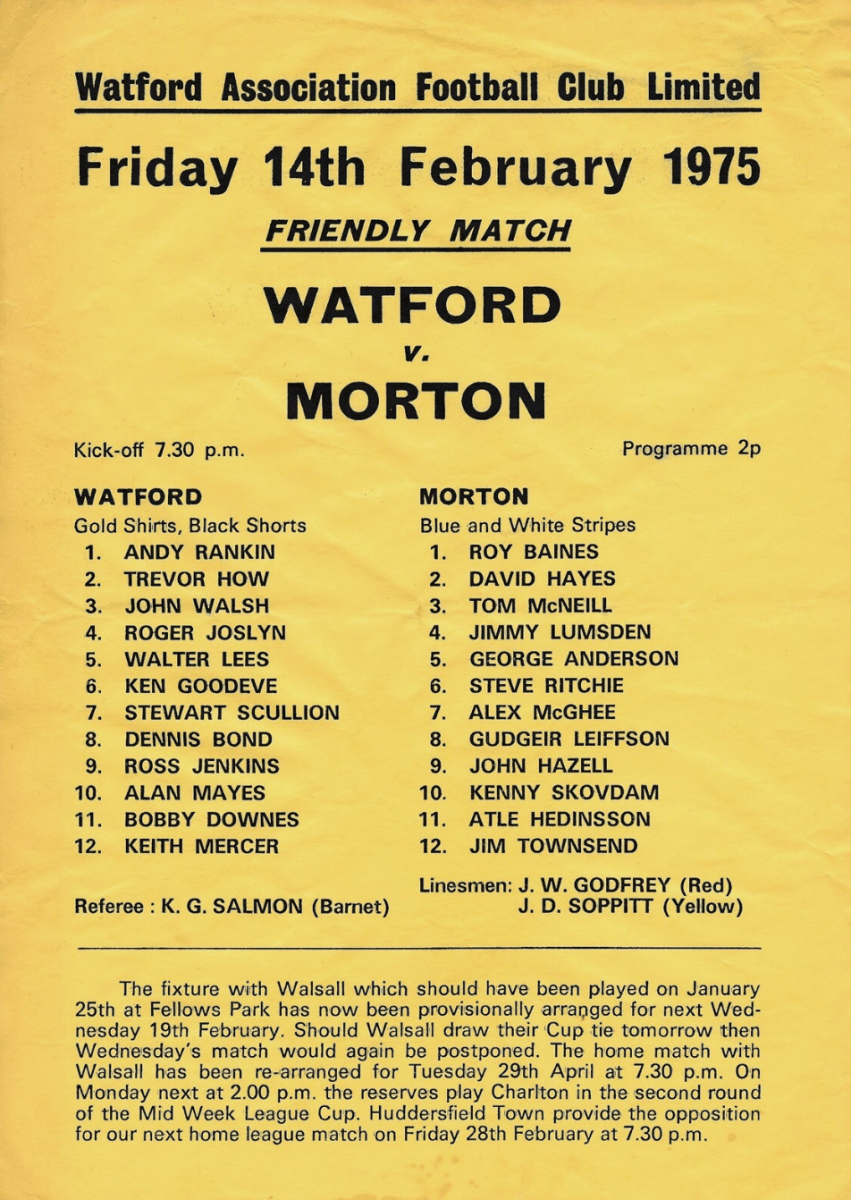 Watford Association Football Club Limited
Friday 14th February 1975
FRIENDLY MATCH
WATFORD
v.
MORTON
Kick-off 7.30 p.m.
Programme 2p
WATFORD
Gold Shirts, Black Shorts
1. ANDY RANKIN
2. TREVOR HOW
3. JOHN WALSH
4. ROGER JOSLYN
5. WALTER LEES
6. KEN GOODEVE
7. STEWART SCULLION
8. DENNIS BOND
9. ROSS JENKINS
10. ALAN MAYES
11. BOBBY DOWNES
12. KEITH MERCER
Referee : K. G. SALMON (Barnet)
MORTON
Blue and White Stripes
1. ROY BAINES
2. DAVID HAYES
3. TOM McNEILL
4. JIMMY LUMSDEN
5. GEORGE ANDERSON
6. STEVE RITCHIE
7. ALEX McGHEE
8. GUDGEIR LEIFFSON
9. JOHN HAZELL
10. KENNY SKOVDAM
11. ATLE HEDINSSON
12. JIM TOWNSEND
Linesmen: J. W. GODFREY (Red)
J. D. SOPPITT (Yellow)
The fixture with Walsall which should have been played on January
25th at Fellows Park has now been provisionally arranged for next Wed-
nesday 19th February. Should Walsall draw their Cup tie tomorrow then
Wednesday's match would again be postponed. The home match with
Walsall has been re-arranged for Tuesday 29th April at 7.30 p.m. On
Monday next at 2.00 p.m. the reserves play Charlton in the second round
of the Mid Week League Cup. Huddersfield Town provide the opposition
for our next home league match on Friday 28th February at 7.30 p.m.